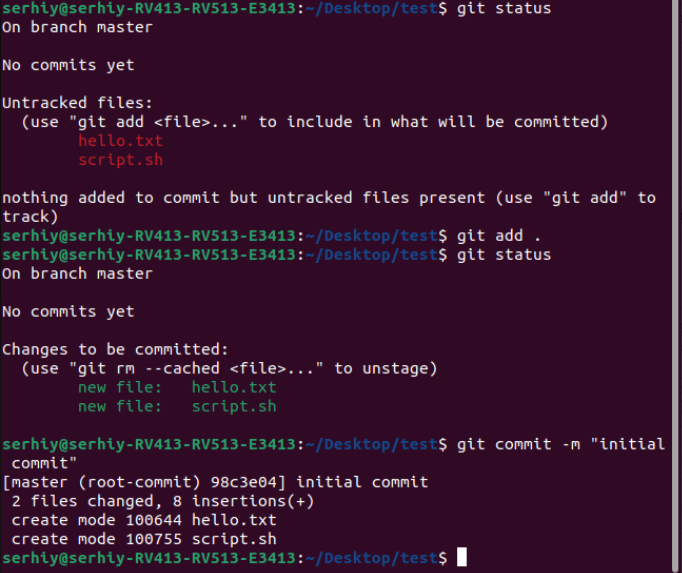 serhiy@serhiy-RV413-RV513-E3413:~/Desktop/test$ git status
On branch master
No commits yet
Untracked files:
  (use "git add <file>..." to include in what will be committed)
        hello.txt
        script.sh
nothing added to commit but untracked files present (use "git add" to
track)
serhiy@serhiy-RV413-RV513-E3413:~/Desktop/test$ git add .
serhiy@serhiy-RV413-RV513-E3413:~/Desktop/test$ git status
On branch master
No commits yet
Changes to be committed:
  (use "git rm --cached <file>..." to unstage)
        new file:   hello.txt
        new file:   script.sh
serhiy@serhiy-RV413-RV513-E3413:~/Desktop/test$ git commit -m "initial
 commit"
[master (root-commit) 98c3e04] initial commit
 2 files changed, 8 insertions(+)
 create mode 100644 hello.txt
 create mode 100755 script.sh
serhiy@serhiy-RV413-RV513-E3413:~/Desktop/test$